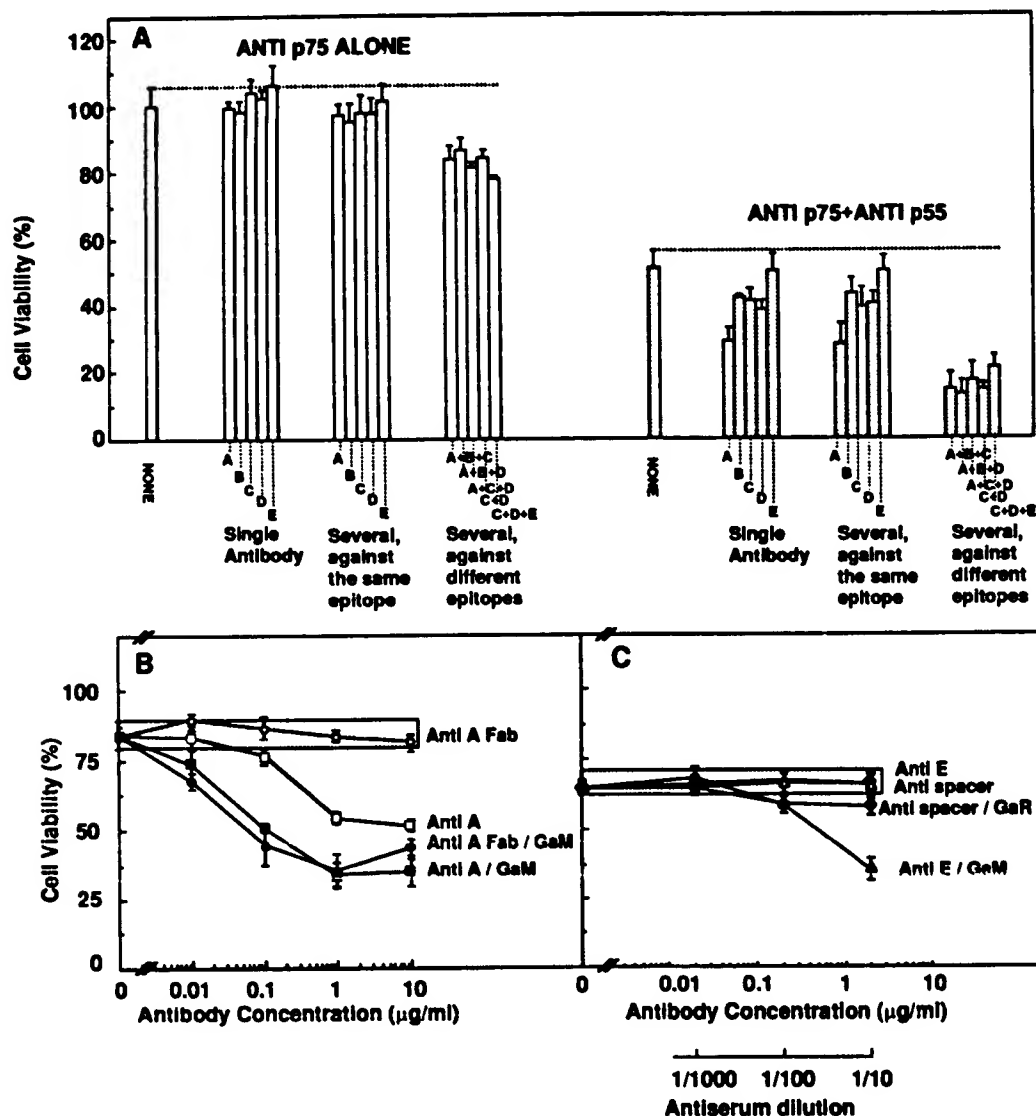 A
ANTI p75 ALONE
ANTI p75+ANTI p55
120
100
80
60
40
20
0
Cell Viability (%)
NONE
A
B
C
D
E
Single
Antibody
A
B
C
D
E
Several,
against
the same
epitope
A+B+C
A+B+D
A+C+D
C+D
C+D+E
Several,
against
different
epitopes
NONE
A
B
C
D
E
Single
Antibody
A
B
C
D
E
Several,
against
the same
epitope
A+B+C
A+B+D
A+C+D
C+D
C+D+E
Several,
against
different
epitopes
B
100
75
50
25
0
Cell Viability (%)
Anti A Fab
Anti A
Anti A Fab / GaM
Anti A / GaM
0
0.01
0.1
1
10
Antibody Concentration (µg/ml)
C
Anti E
Anti spacer
Anti spacer / GaR
Anti E / GaM
0
0.01
0.1
1
10
Antibody Concentration (µg/ml)
1/1000
1/100
1/10
Antiserum dilution